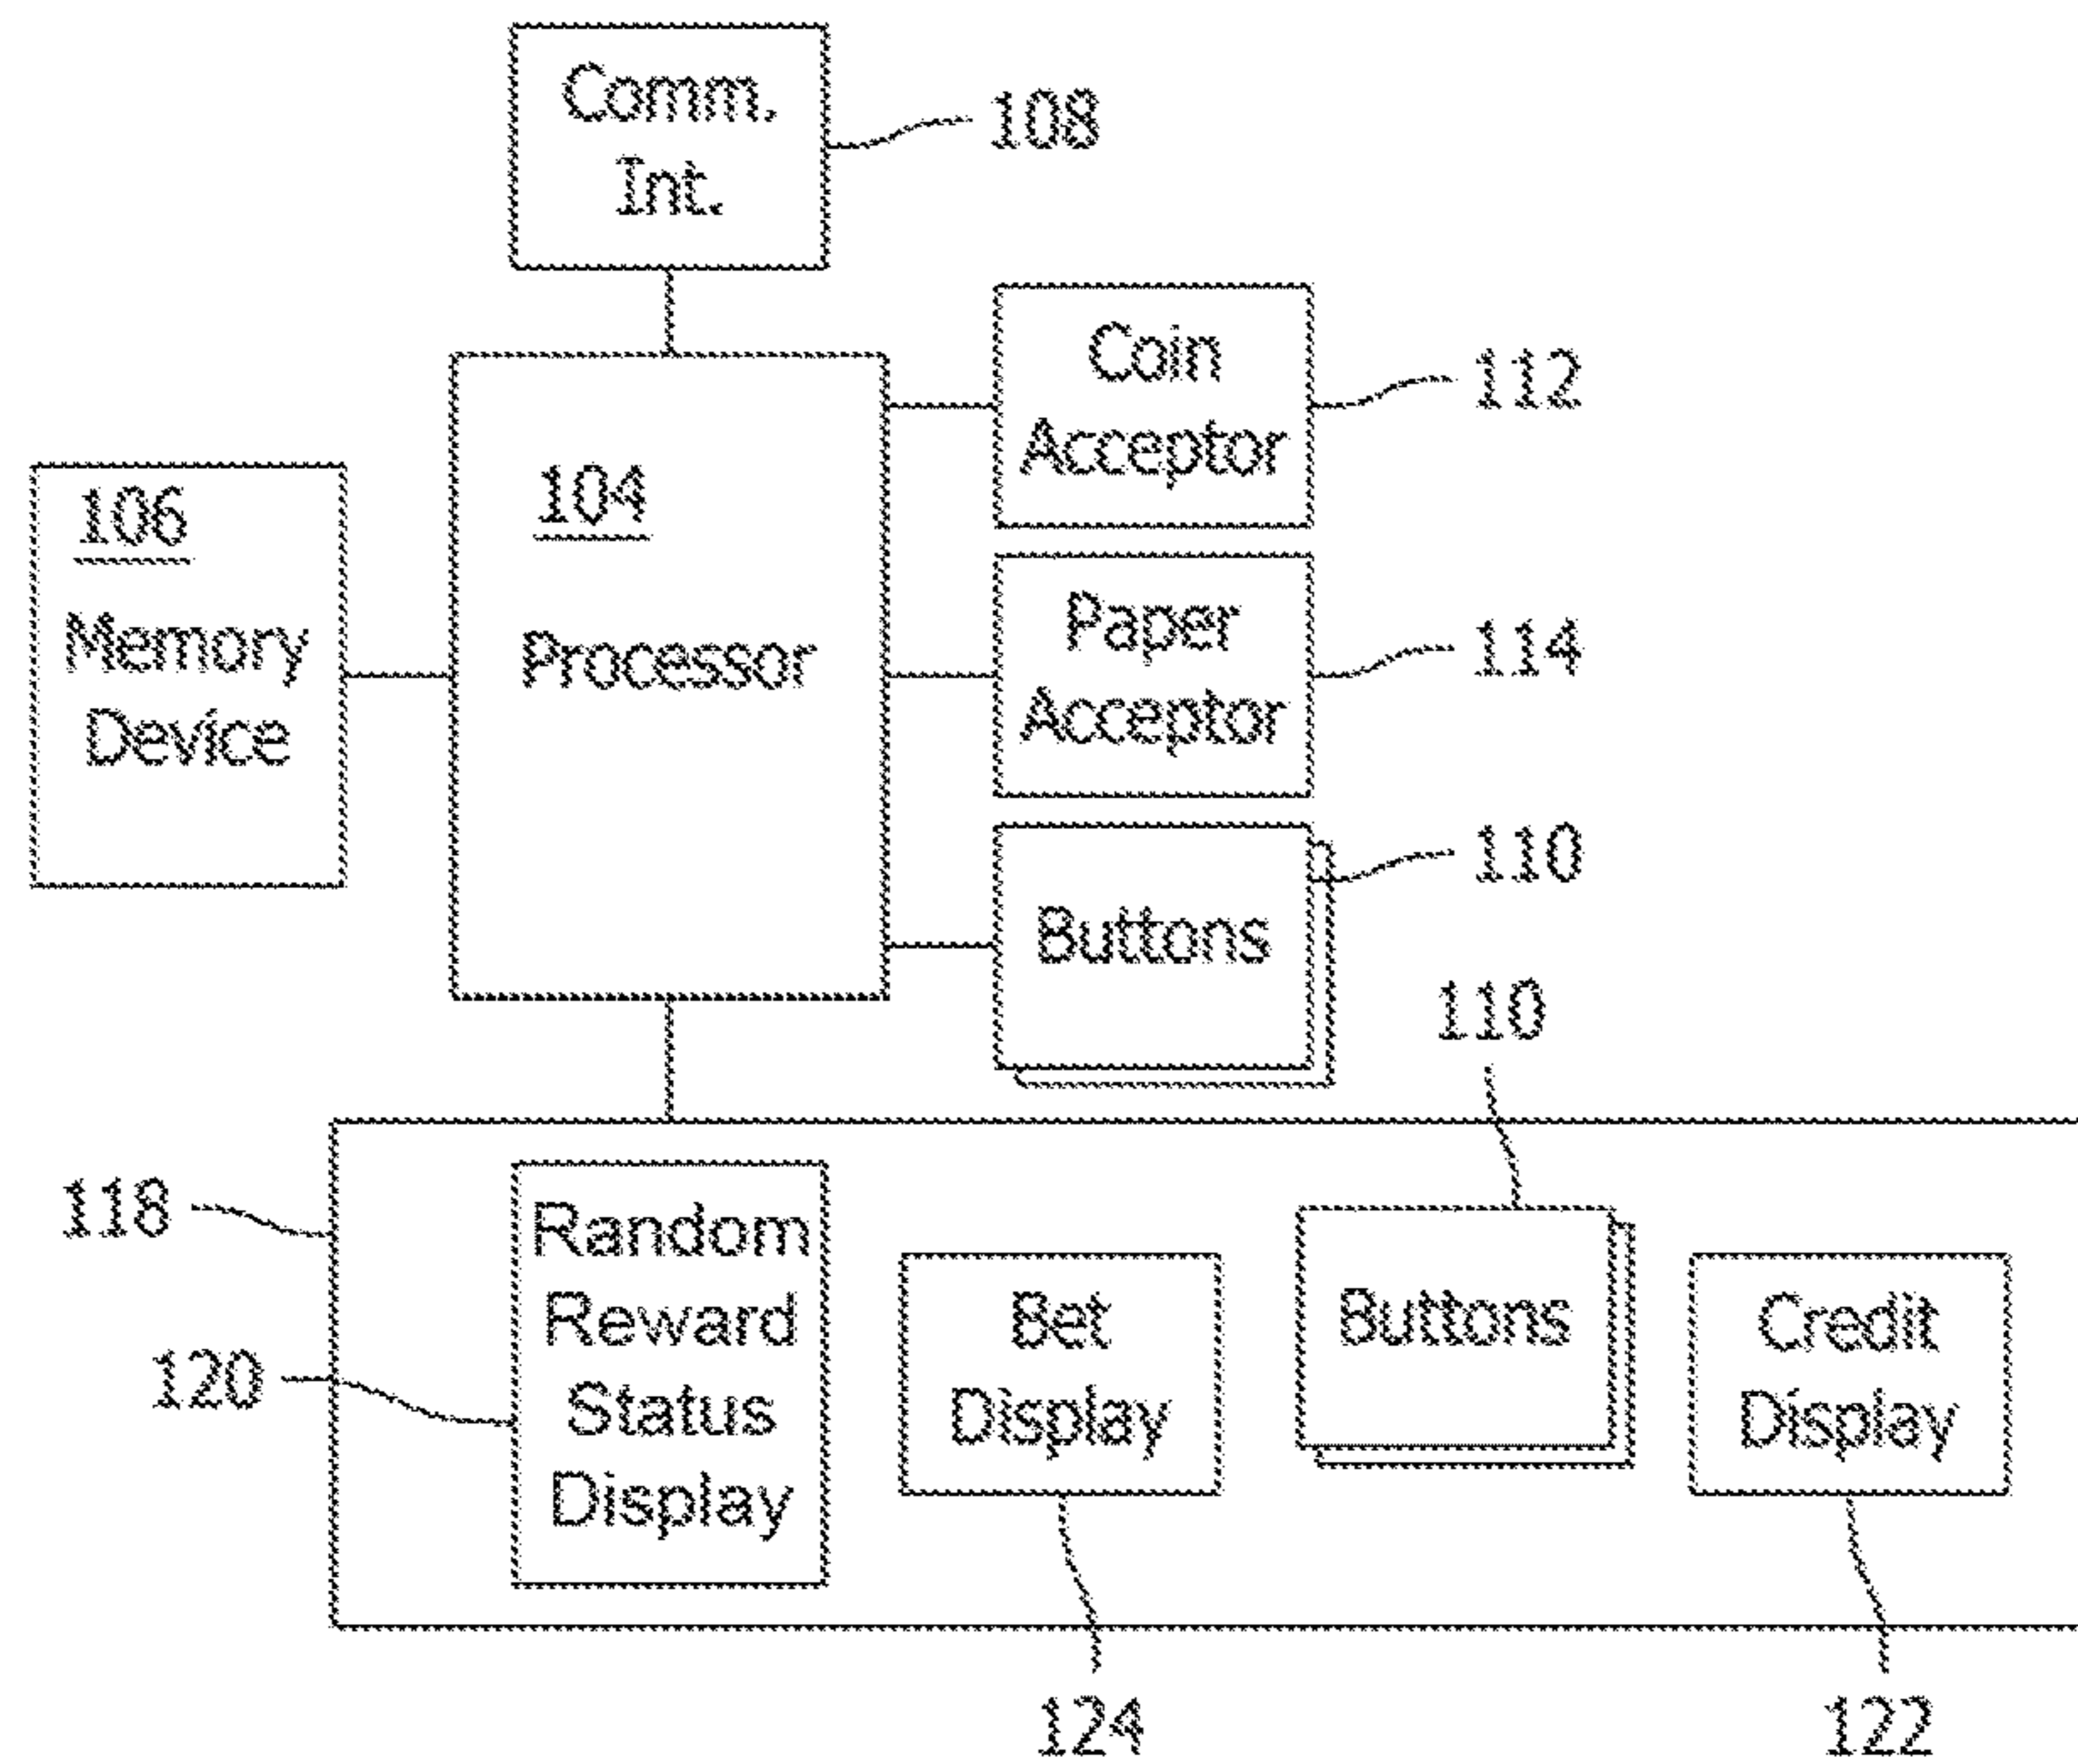 Comm.
Int.
108
Coin
Acceptor
112
106
Memory
Device
104
Processor
Paper
Acceptor
114
Buttons
110
110
118
120
Random
Reward
Status
Display
Bet
Display
Buttons
Credit
Display
124
122